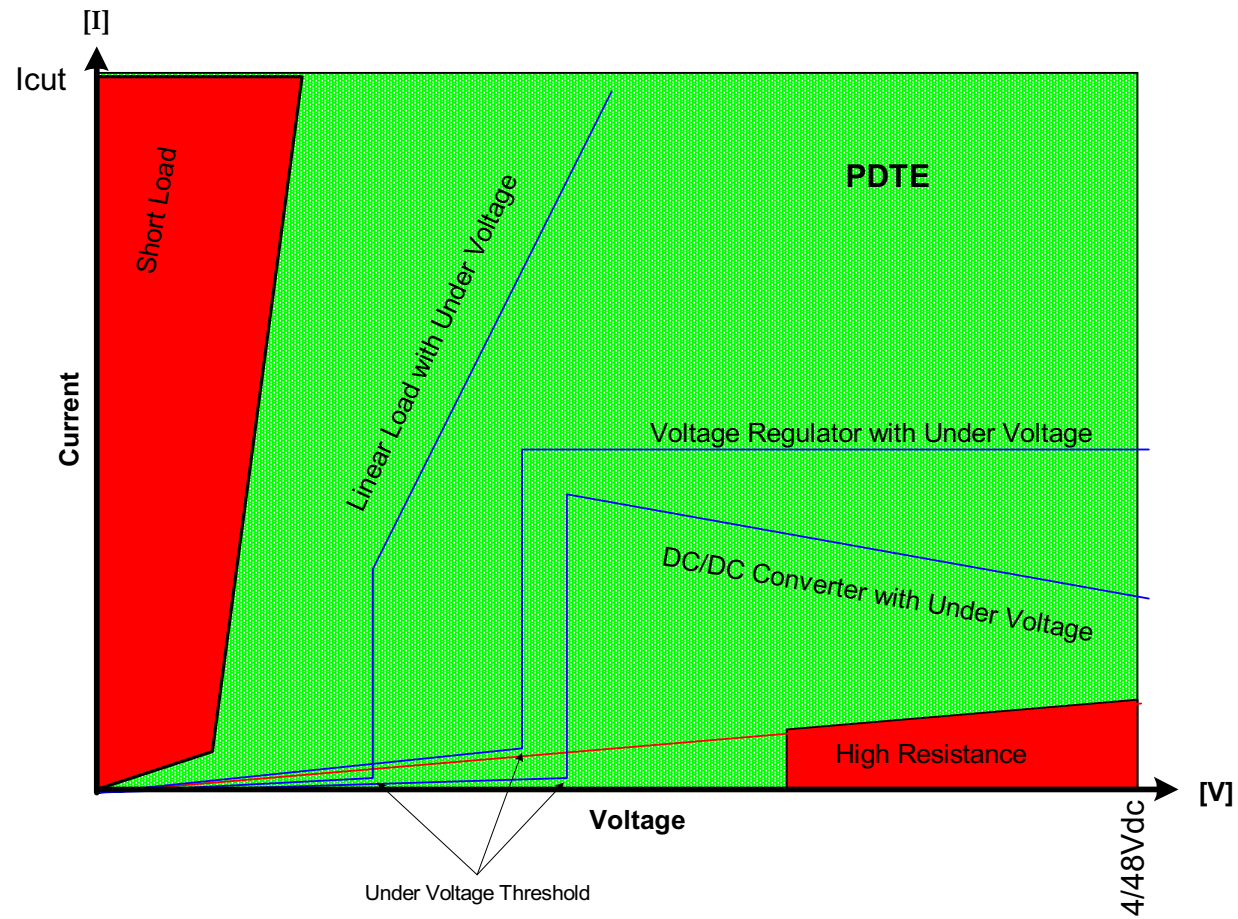 [I]
Icut
Short Load
PDTE
Linear Load with Under Voltage
Current
Voltage Regulator with Under Voltage
DC/DC Converter with Under Voltage
High Resistance
[V]
Voltage
4/48Vdc
Under Voltage Threshold